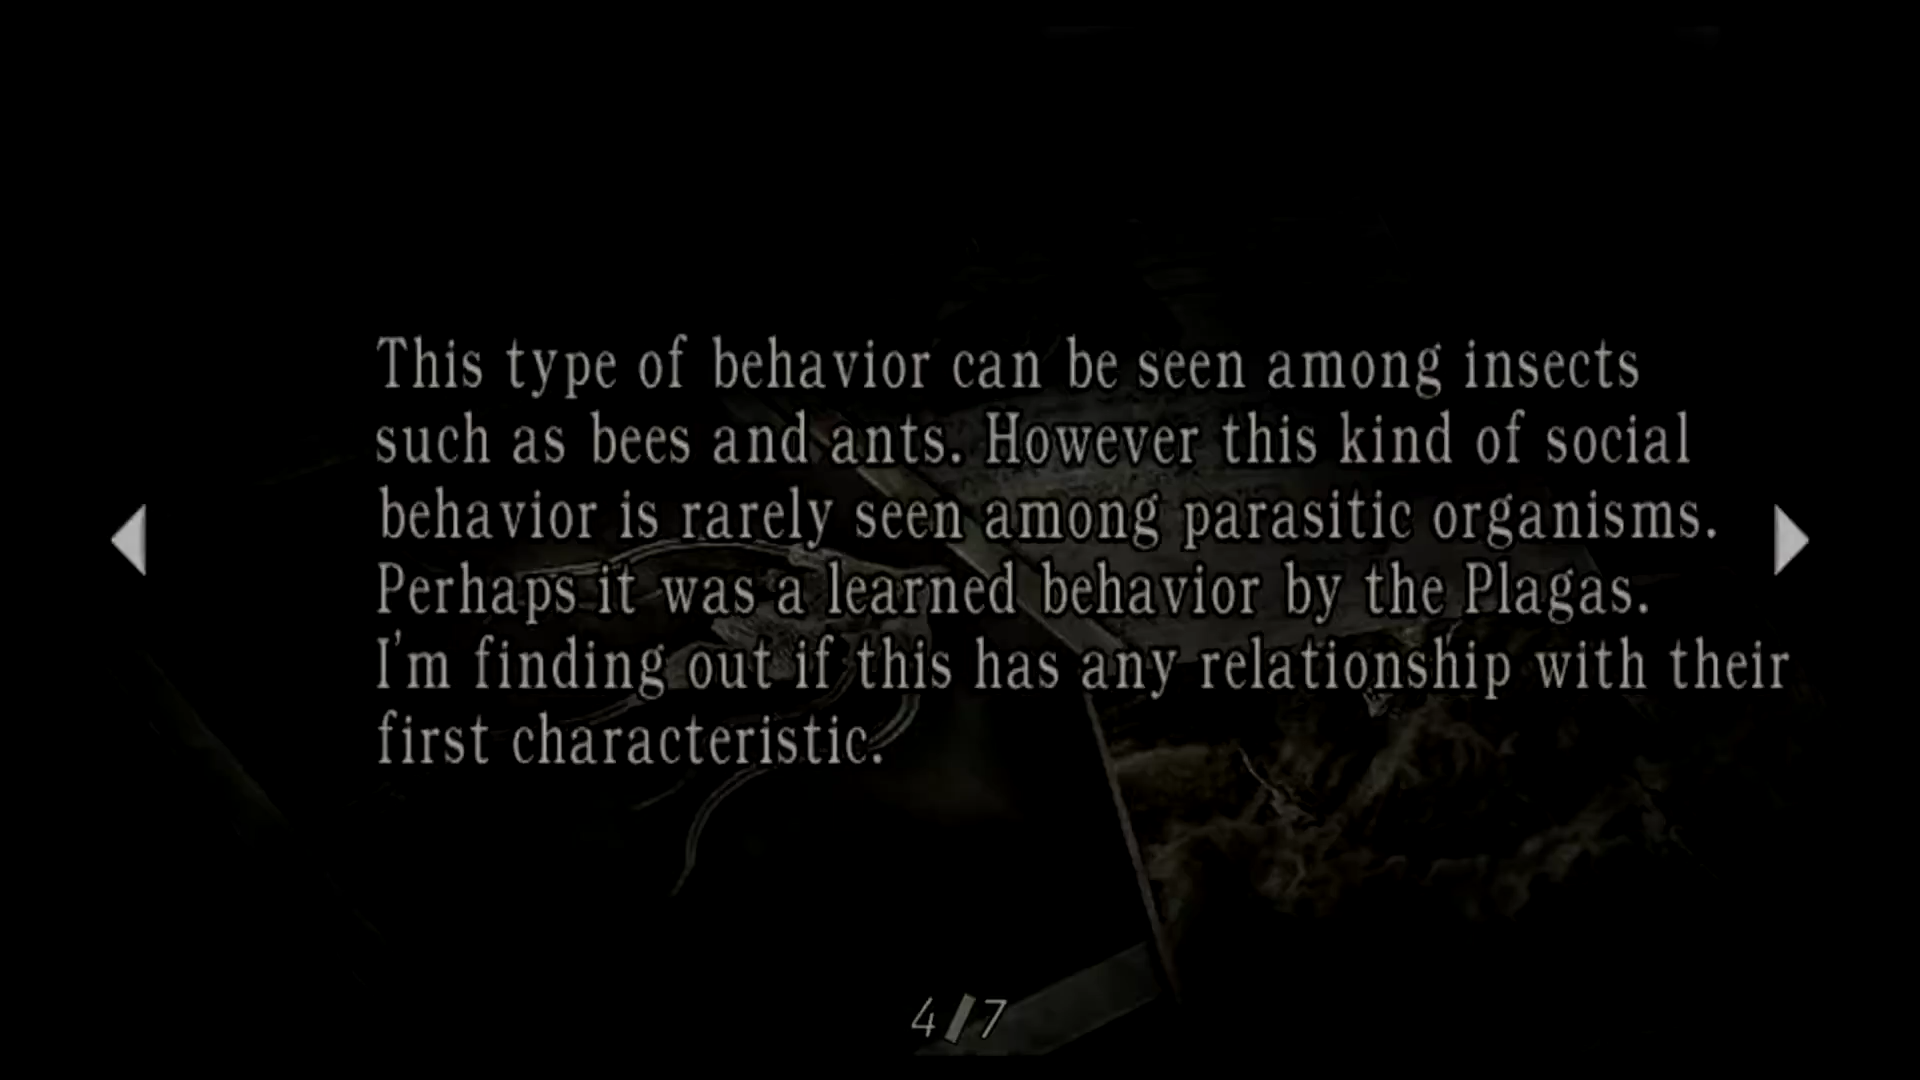 This type of behavior can be seen among insects
such as bees and ants. However this kind of social
behavior is rarely seen among parasitic organisms.
Perhaps it was a learned behavior by the Plagas.
I'm finding out if this has any relationship with their
first characteristic.
4/7